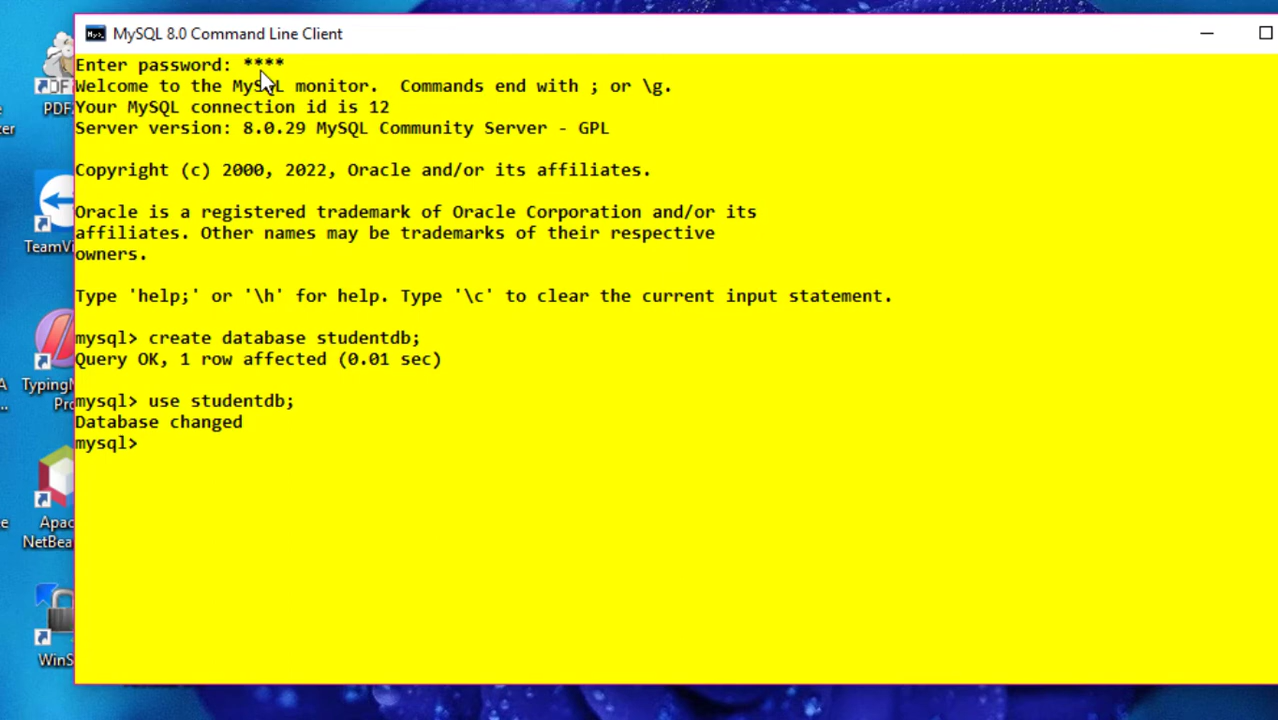 MySQL 8.0 Command Line Client
Enter password: ****
Welcome to the MySQL monitor.  Commands end with ; or \g.
Your MySQL connection id is 12
Server version: 8.0.29 MySQL Community Server - GPL
Copyright (c) 2000, 2022, Oracle and/or its affiliates.
Oracle is a registered trademark of Oracle Corporation and/or its
affiliates. Other names may be trademarks of their respective
owners.
Type 'help;' or '\h' for help. Type '\c' to clear the current input statement.
mysql> create database studentdb;
Query OK, 1 row affected (0.01 sec)
mysql> use studentdb;
Database changed
mysql>
PDF
TeamVi
TypingM
Pro
Apac
NetBea
WinS